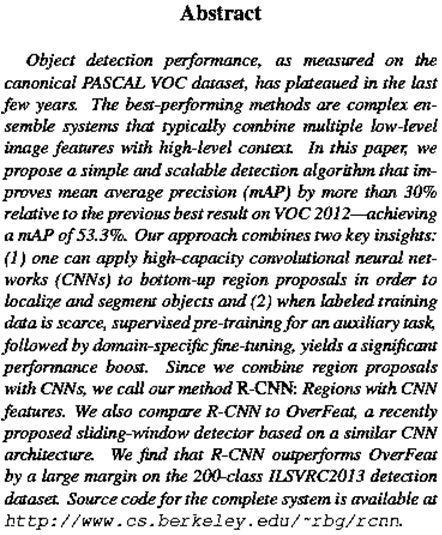 Abstract
Object detection performance, as measured on the
canonical PASCAL VOC dataset, has plateaued in the last
few years. The best-performing methods are complex en-
semble systems that typically combine multiple low-level
image features with high-level context. In this paper, we
propose a simple and scalable detection algorithm that im-
proves mean average precision (mAP) by more than 30%
relative to the previous best result on VOC 2012—achieving
a mAP of 53.3%. Our approach combines two key insights:
(1) one can apply high-capacity convolutional neural net-
works (CNNs) to bottom-up region proposals in order to
localize and segment objects and (2) when labeled training
data is scarce, supervised pre-training for an auxiliary task,
followed by domain-specific fine-tuning, yields a significant
performance boost. Since we combine region proposals
with CNNs, we call our method R-CNN: Regions with CNN
features. We also compare R-CNN to OverFeat, a recently
proposed sliding-window detector based on a similar CNN
architecture. We find that R-CNN outperforms OverFeat
by a large margin on the 200-class ILSVRC2013 detection
dataset. Source code for the complete system is available at
http://www.cs.berkeley.edu/~rbg/rcnn.